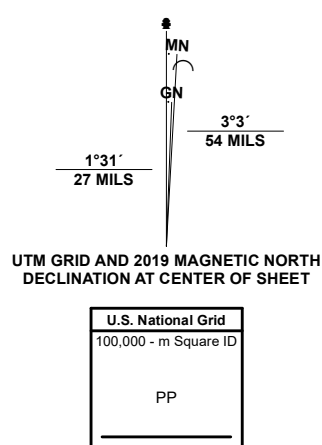 MN
GN
3°3´
54 MILS
1°31´
27 MILS
UTM GRID AND 2019 MAGNETIC NORTH
DECLINATION AT CENTER OF SHEET
U.S. National Grid
100,000 - m Square ID
PP